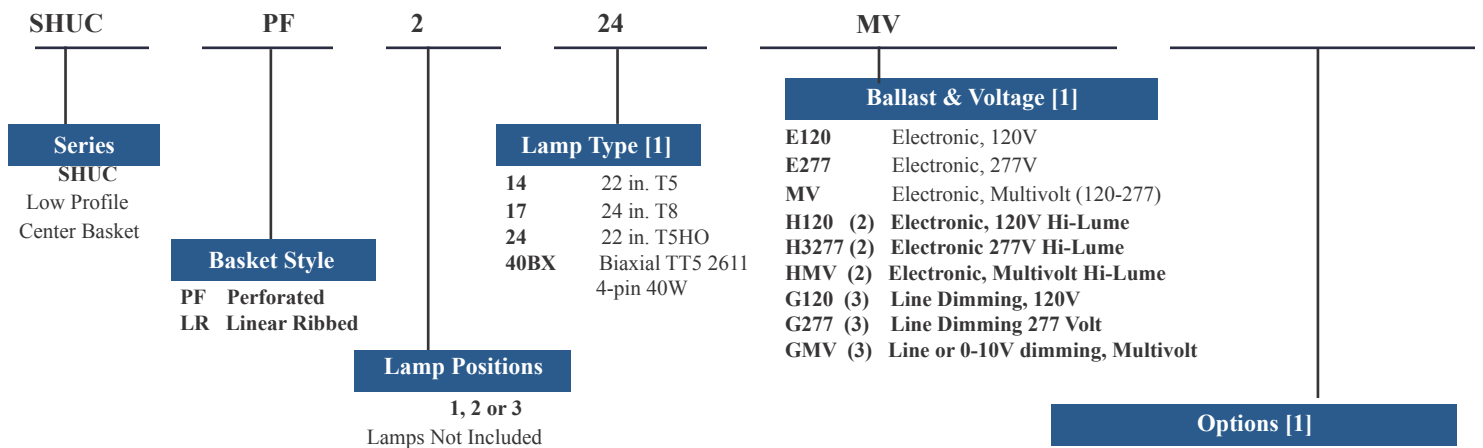 SHUC PF 2 24 MV
Series
SHUC
Low Profile
Center Basket
Basket Style
PF Perforated
LR Linear Ribbed
Lamp Positions
1, 2 or 3
Lamps Not Included
Lamp Type [1]
14 22 in. T5
17 24 in. T8
24 22 in. T5HO
40BX Biaxial TT5 2611
4-pin 40W
Ballast & Voltage [1]
E120 Electronic, 120V
E277 Electronic, 277V
MV Electronic, Multivolt (120-277)
H120 (2) Electronic, 120V Hi-Lume
H3277 (2) Electronic 277V Hi-Lume
HMV (2) Electronic, Multivolt Hi-Lume
G120 (3) Line Dimming, 120V
G277 (3) Line Dimming 277 Volt
GMV (3) Line or 0-10V dimming, Multivolt
Options [1]